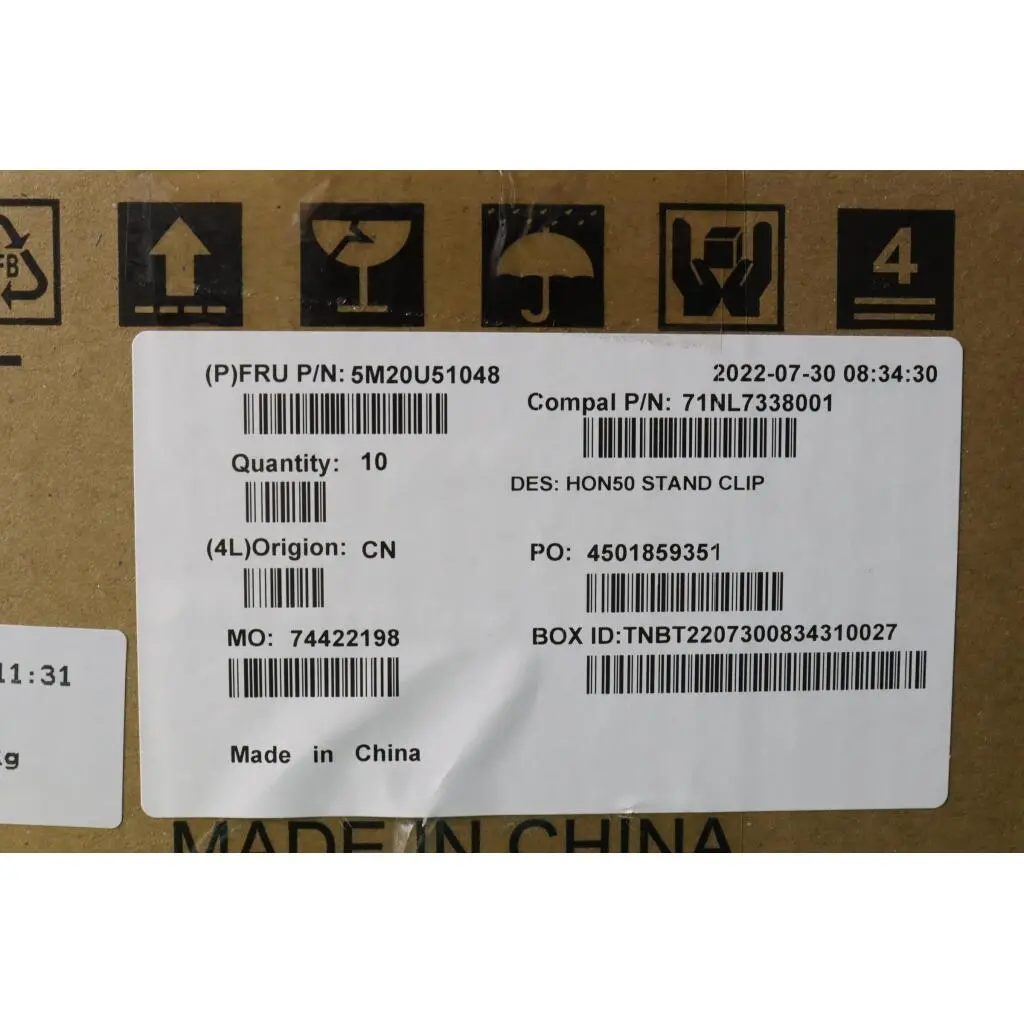 FB
4
(P)FRU P/N: 5M20U51048
2022-07-30 08:34:30
Compal P/N: 71NL7338001
Quantity: 10
DES: HON50 STAND CLIP
(4L)Origion: CN
PO: 4501859351
MO: 74422198
BOX ID:TNBT2207300834310027
Made in China
11:31
MADE IN CHINA